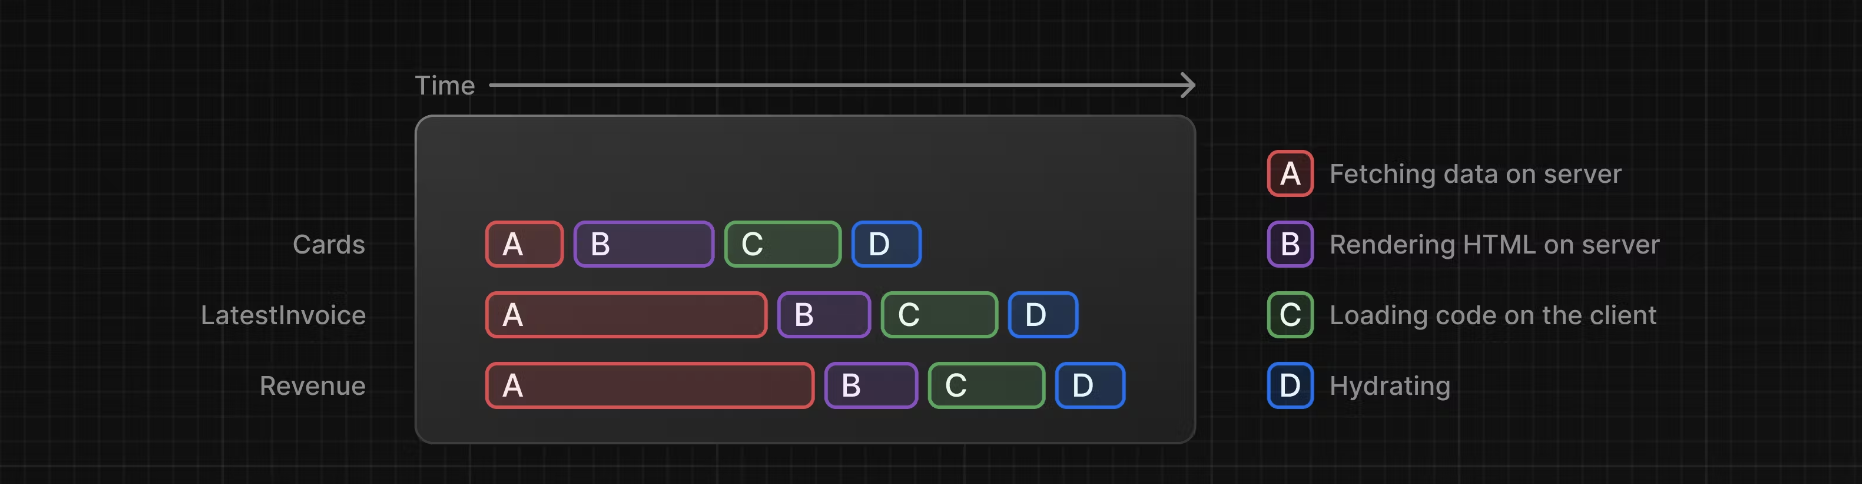 Time
Cards
A B C D
LatestInvoice
A B C D
Revenue
A B C D
A Fetching data on server
B Rendering HTML on server
C Loading code on the client
D Hydrating